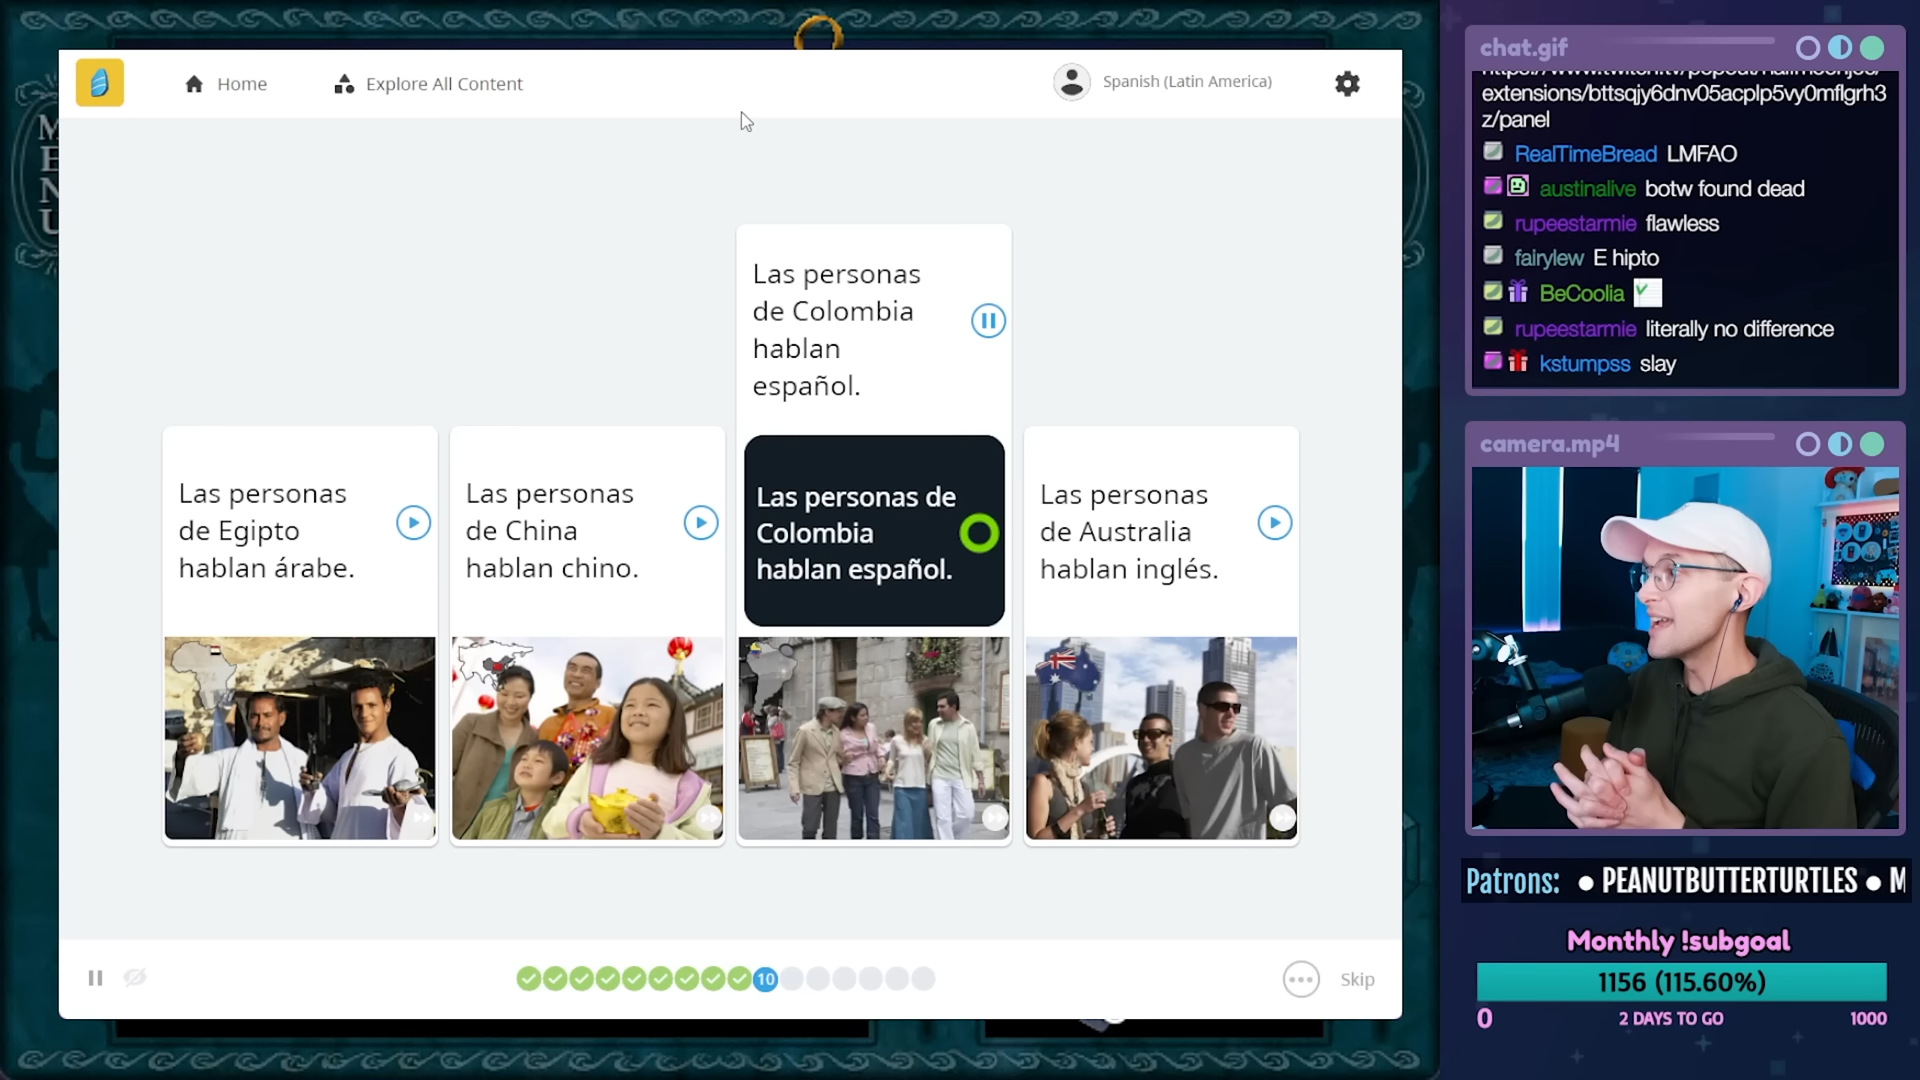 Home
Explore All Content
Spanish (Latin America)
Las personas
de Colombia
hablan
español.
Las personas
de Egipto
hablan árabe.
Las personas
de China
hablan chino.
Las personas de
Colombia
hablan español.
Las personas
de Australia
hablan inglés.
10
Skip
chat.gif
extensions/bttsqjy6dnv05acplp5vy0mflgrh3
z/panel
RealTimeBread LMFAO
austinalive botw found dead
rupeestarmie flawless
fairylew E hipto
BeCoolia
rupeestarmie literally no difference
kstumpss slay
camera.mp4
Patrons: ● PEANUTBUTTERTURTLES ● M
Monthly !subgoal
1156 (115.60%)
0 2 DAYS TO GO 1000